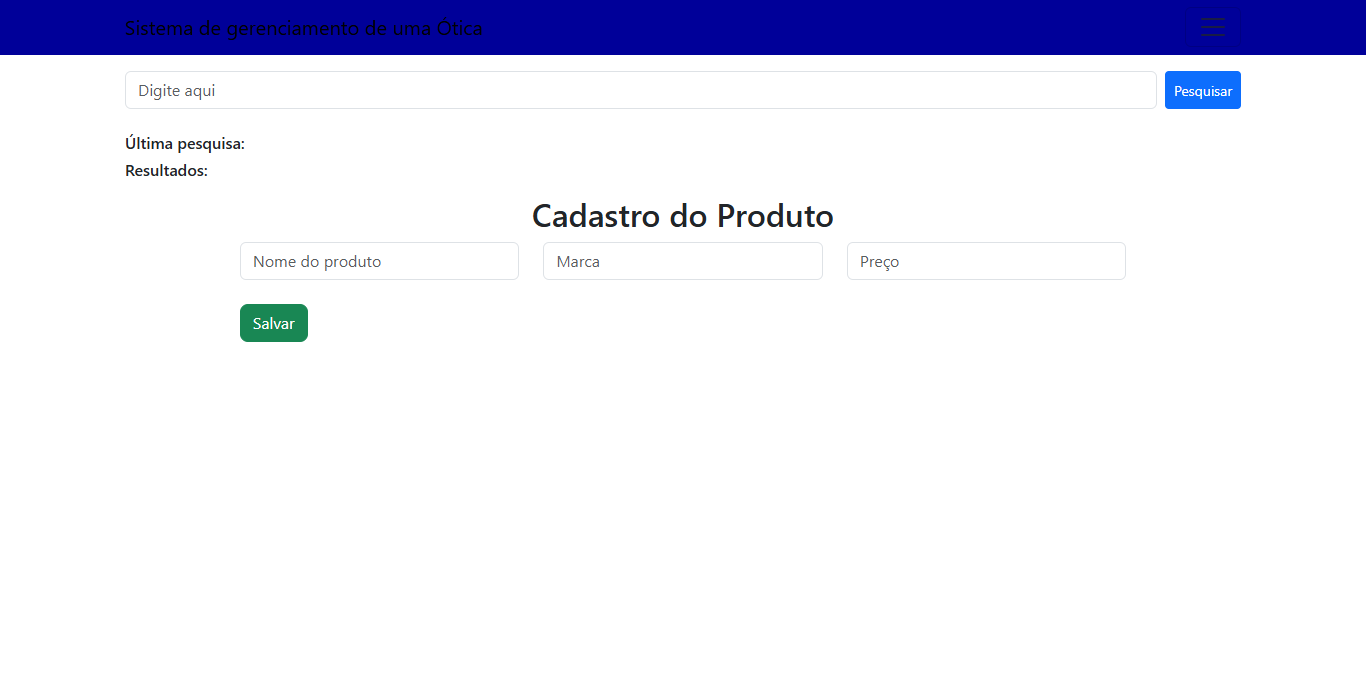 Sistema de gerenciamento de uma Ótica
Digite aqui
Pesquisar
Última pesquisa:
Resultados:
Cadastro do Produto
Nome do produto
Marca
Preço
Salvar